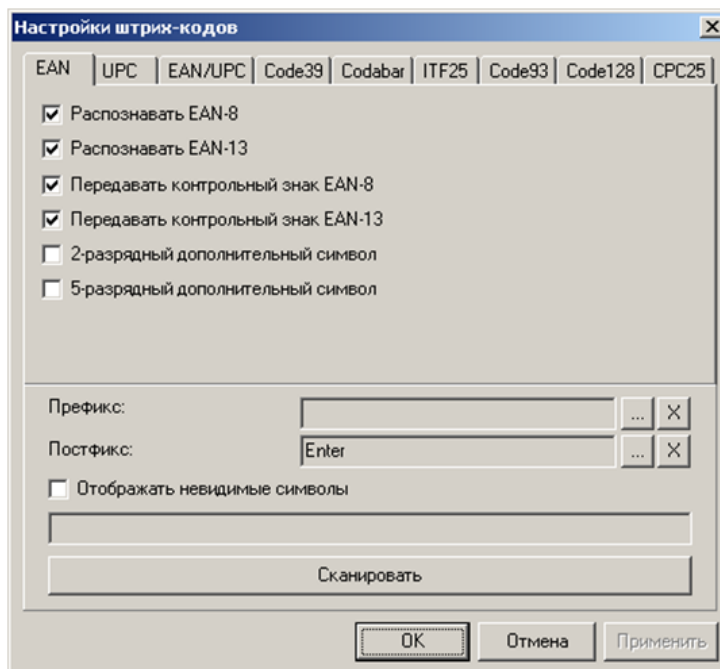 Настройки штрих-кодов
EAN UPC EAN/UPC Code39 Codabar ITF25 Code93 Code128 CPC25
Распознавать EAN-8
Распознавать EAN-13
Передавать контрольный знак EAN-8
Передавать контрольный знак EAN-13
2-разрядный дополнительный символ
5-разрядный дополнительный символ
Префикс: ... X
Постфикс: Enter ... X
Отображать невидимые символы
Сканировать
OK Отмена Применить